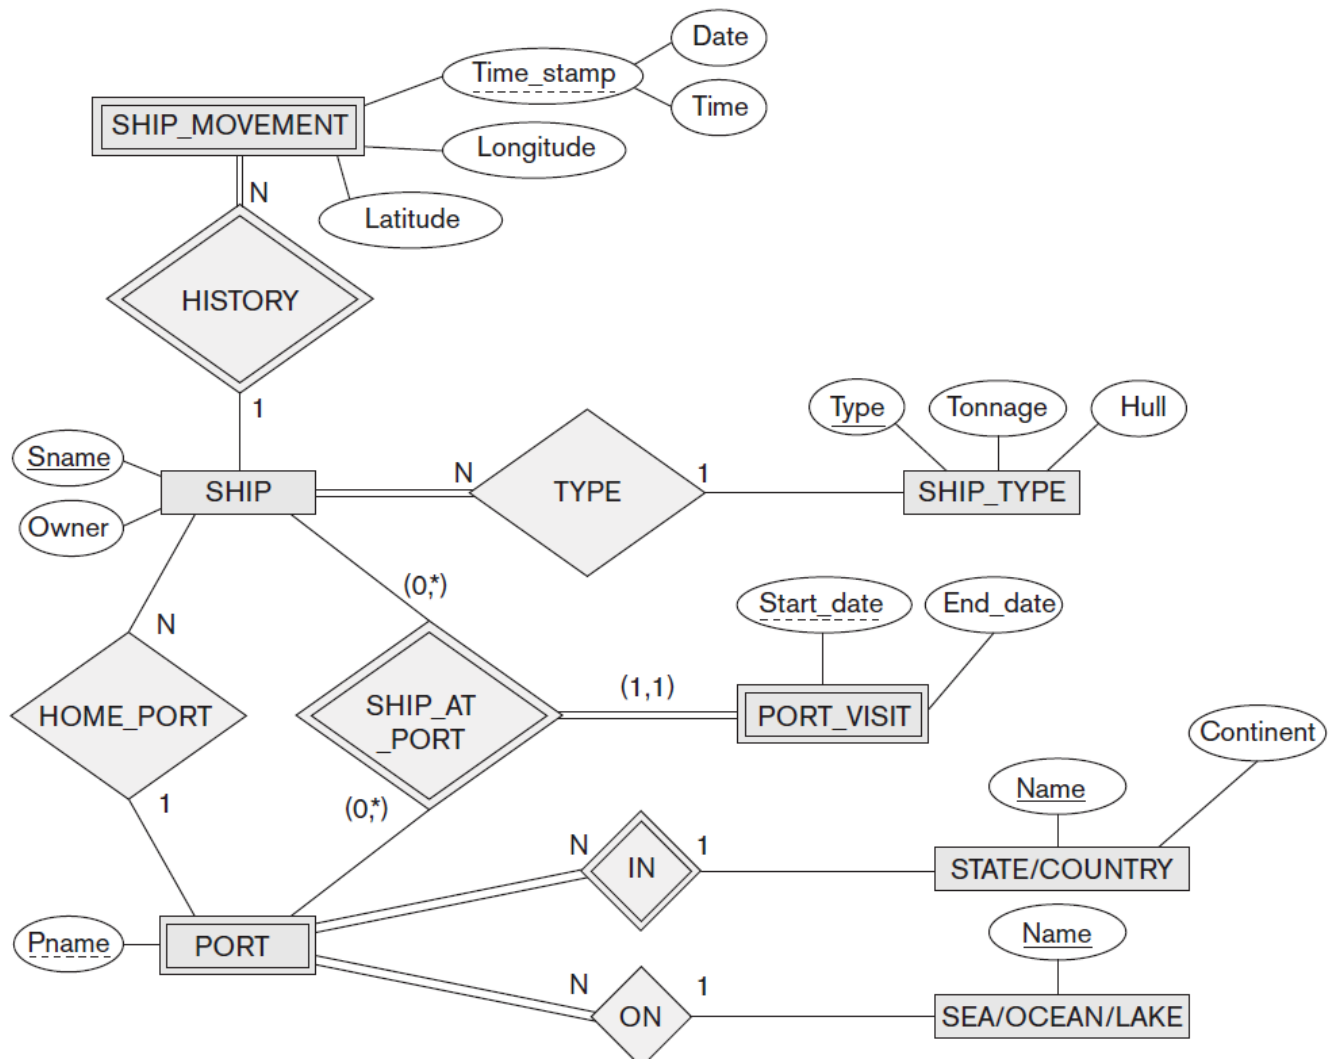 Date
Time_stamp
Time
SHIP_MOVEMENT
Longitude
N
Latitude
HISTORY
1
Type
Tonnage
Hull
Sname
N
1
SHIP
TYPE
SHIP_TYPE
Owner
(0,*)
Start_date
End_date
N
(1,1)
HOME_PORT
SHIP_AT
_PORT
PORT_VISIT
Continent
1
(0,*)
Name
N
1
IN
STATE/COUNTRY
Pname
PORT
Name
N
1
ON
SEA/OCEAN/LAKE